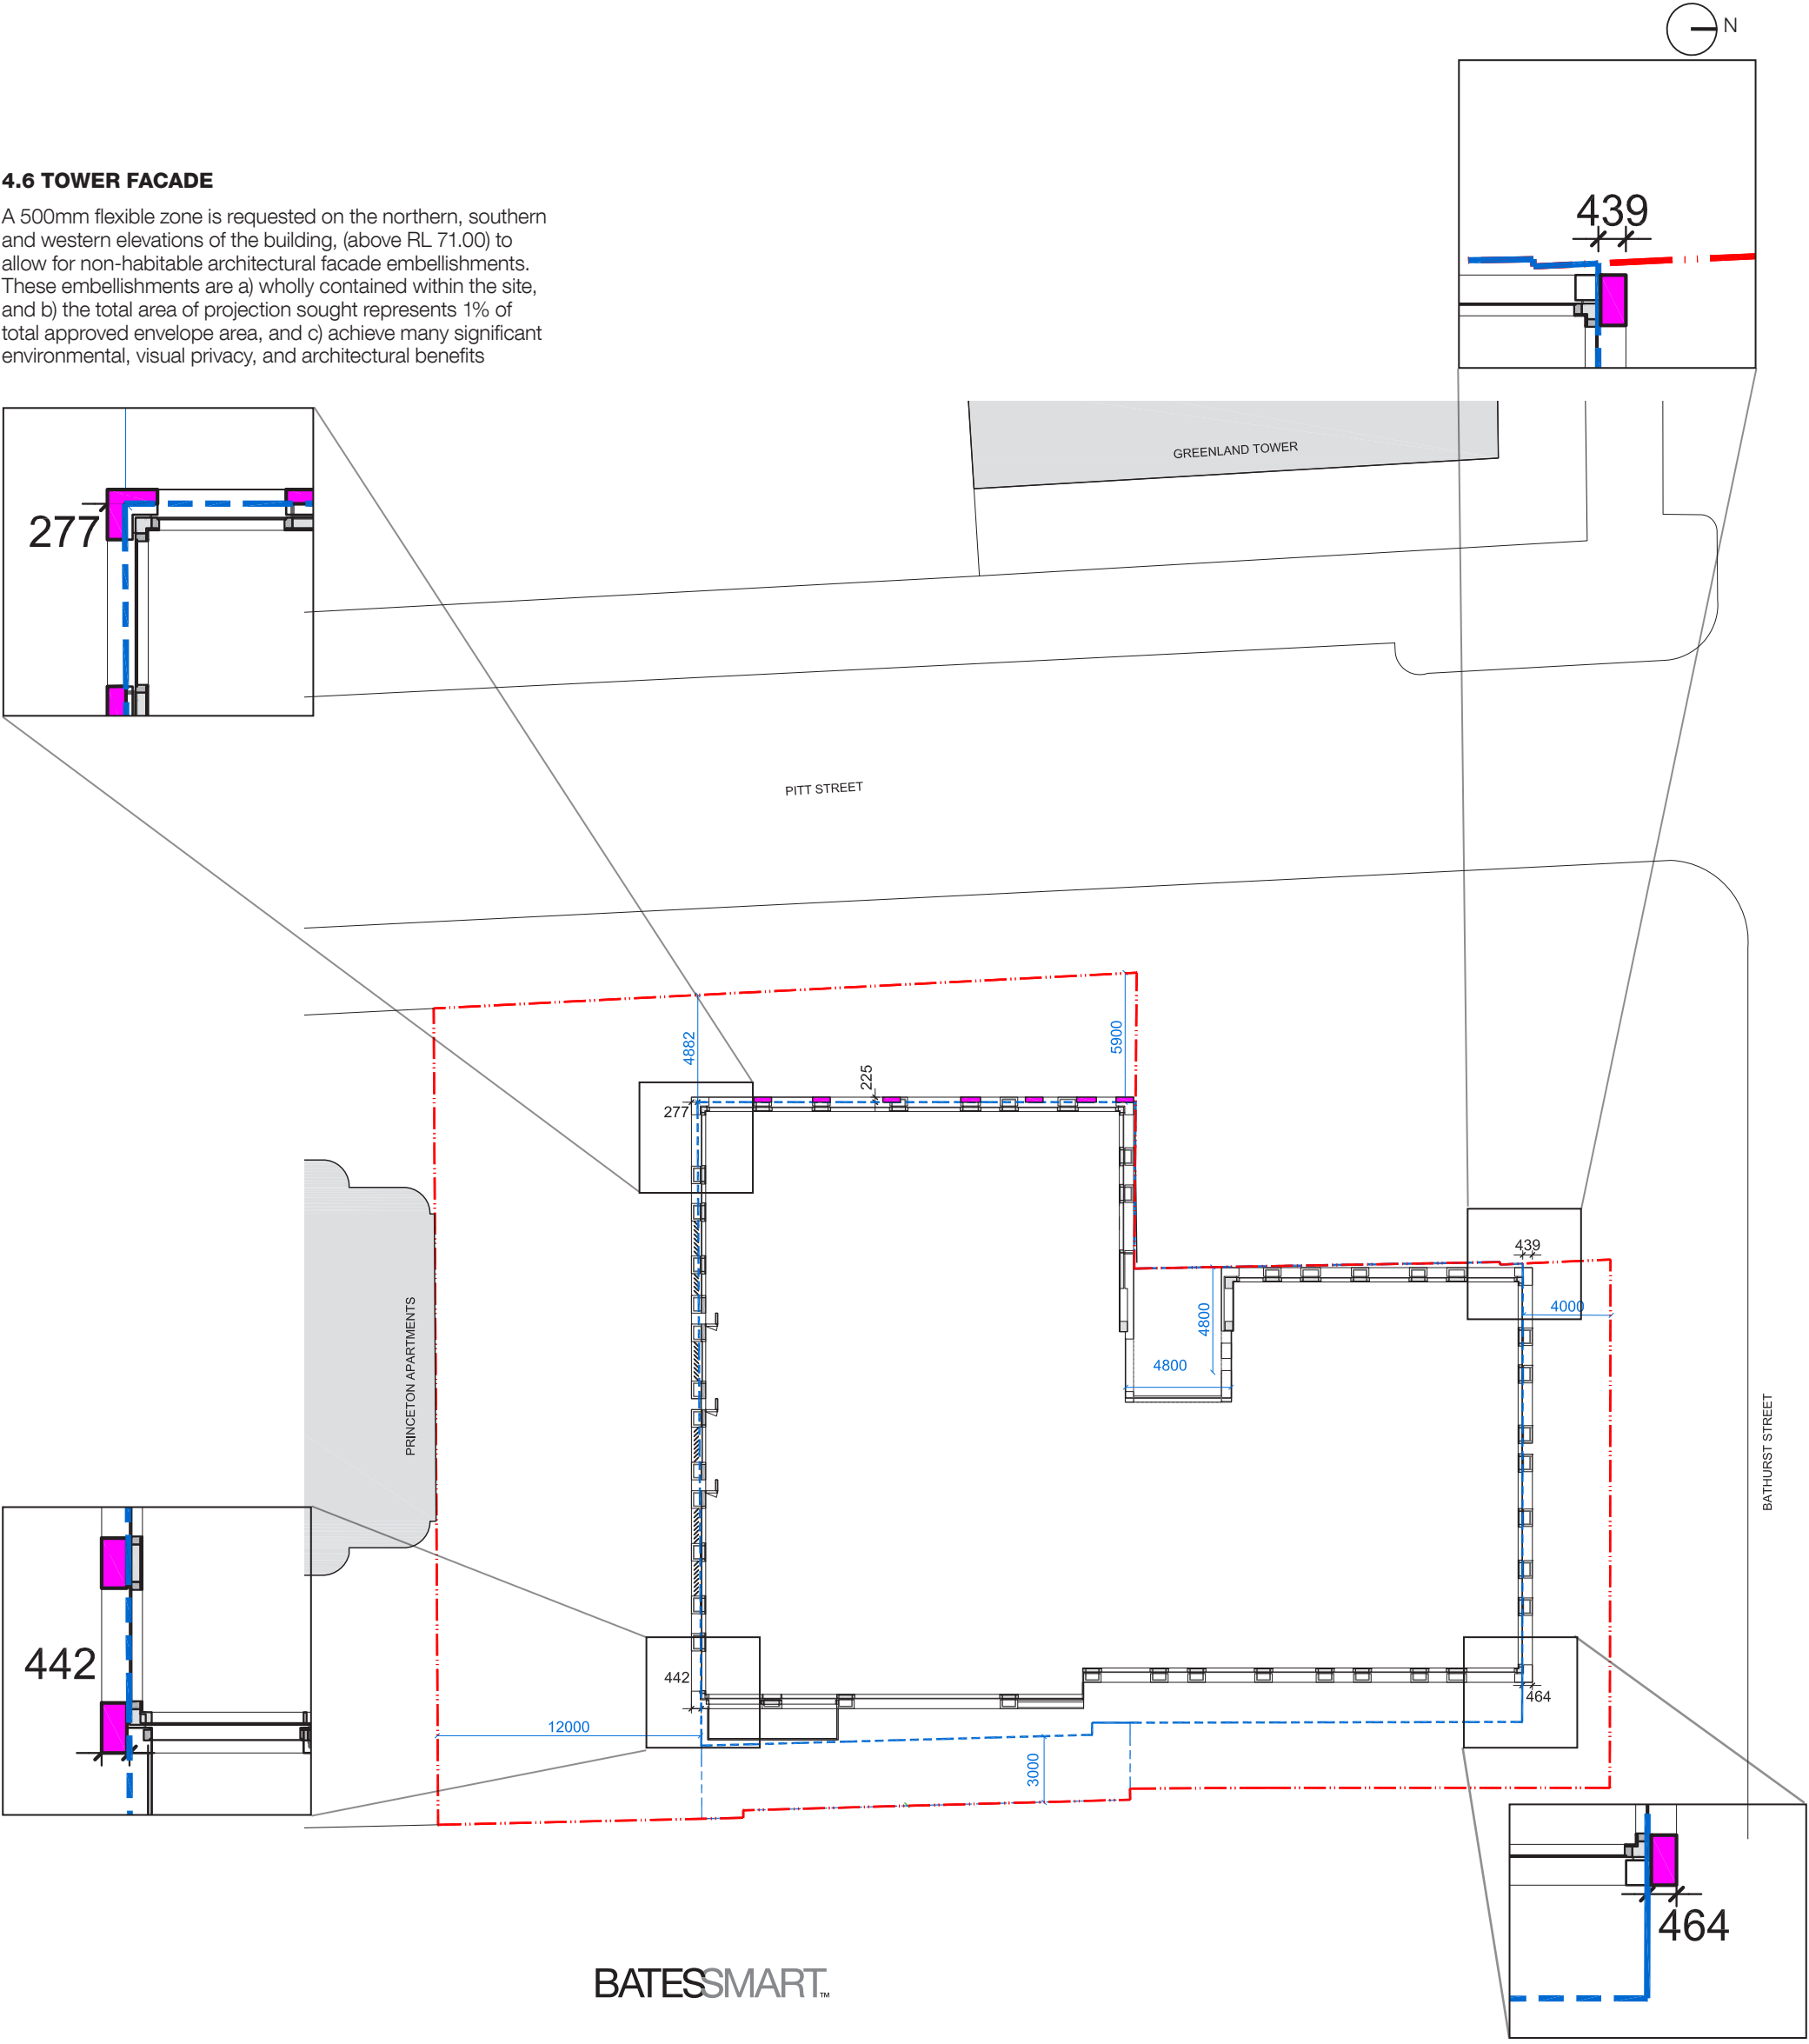 N
4.6 TOWER FACADE
A 500mm flexible zone is requested on the northern, southern
and western elevations of the building, (above RL 71.00) to
allow for non-habitable architectural facade embellishments.
These embellishments are a) wholly contained within the site,
and b) the total area of projection sought represents 1% of
total approved envelope area, and c) achieve many significant
environmental, visual privacy, and architectural benefits
439
277
GREENLAND TOWER
PITT STREET
4882
5900
225
277
439
4000
4800
4800
PRINCETON APARTMENTS
BATHURST STREET
442
442
464
12000
3000
464
BATESSMART™